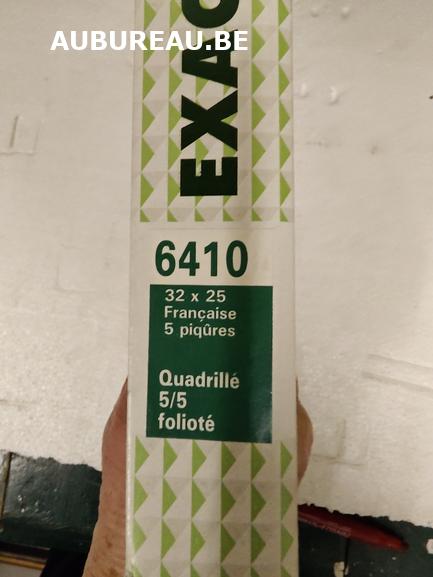 AUBUREAU.BE
EXAC
6410
32 x 25
Française
5 piqûres
Quadrillé
5/5
folioté